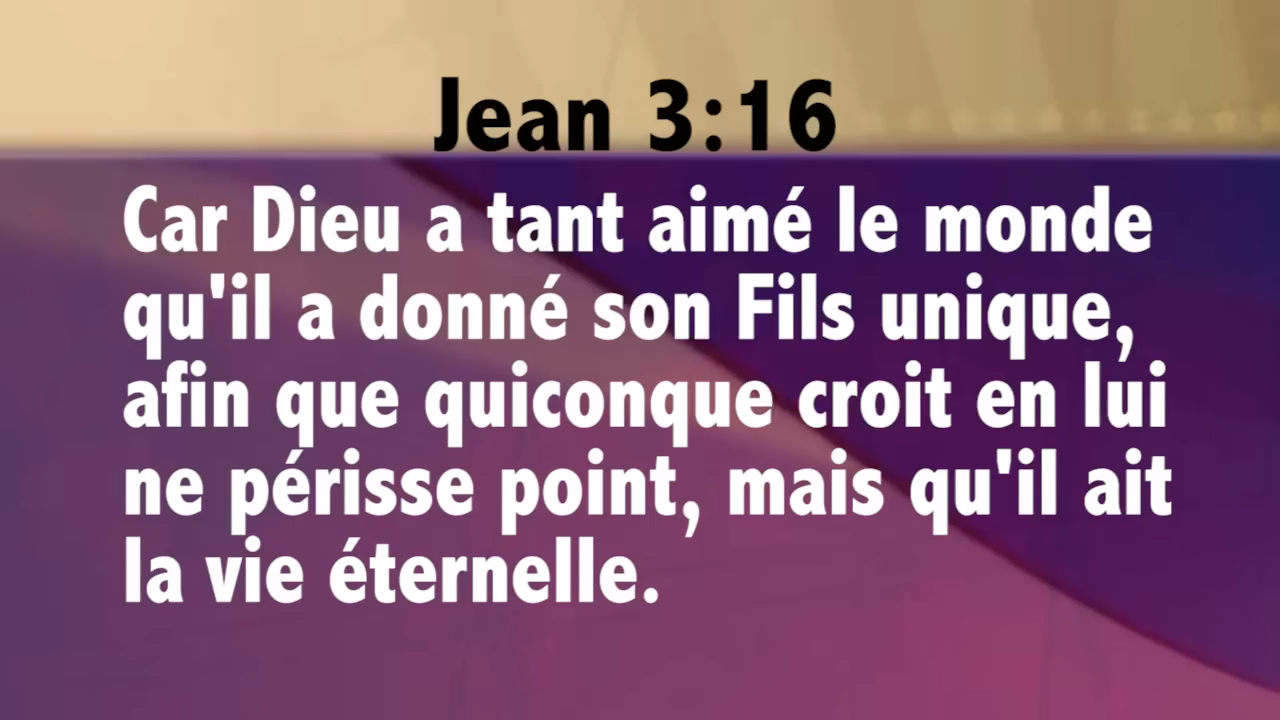 Jean 3:16
Car Dieu a tant aimé le monde
qu'il a donné son Fils unique,
afin que quiconque croit en lui
ne périsse point, mais qu'il ait
la vie éternelle.